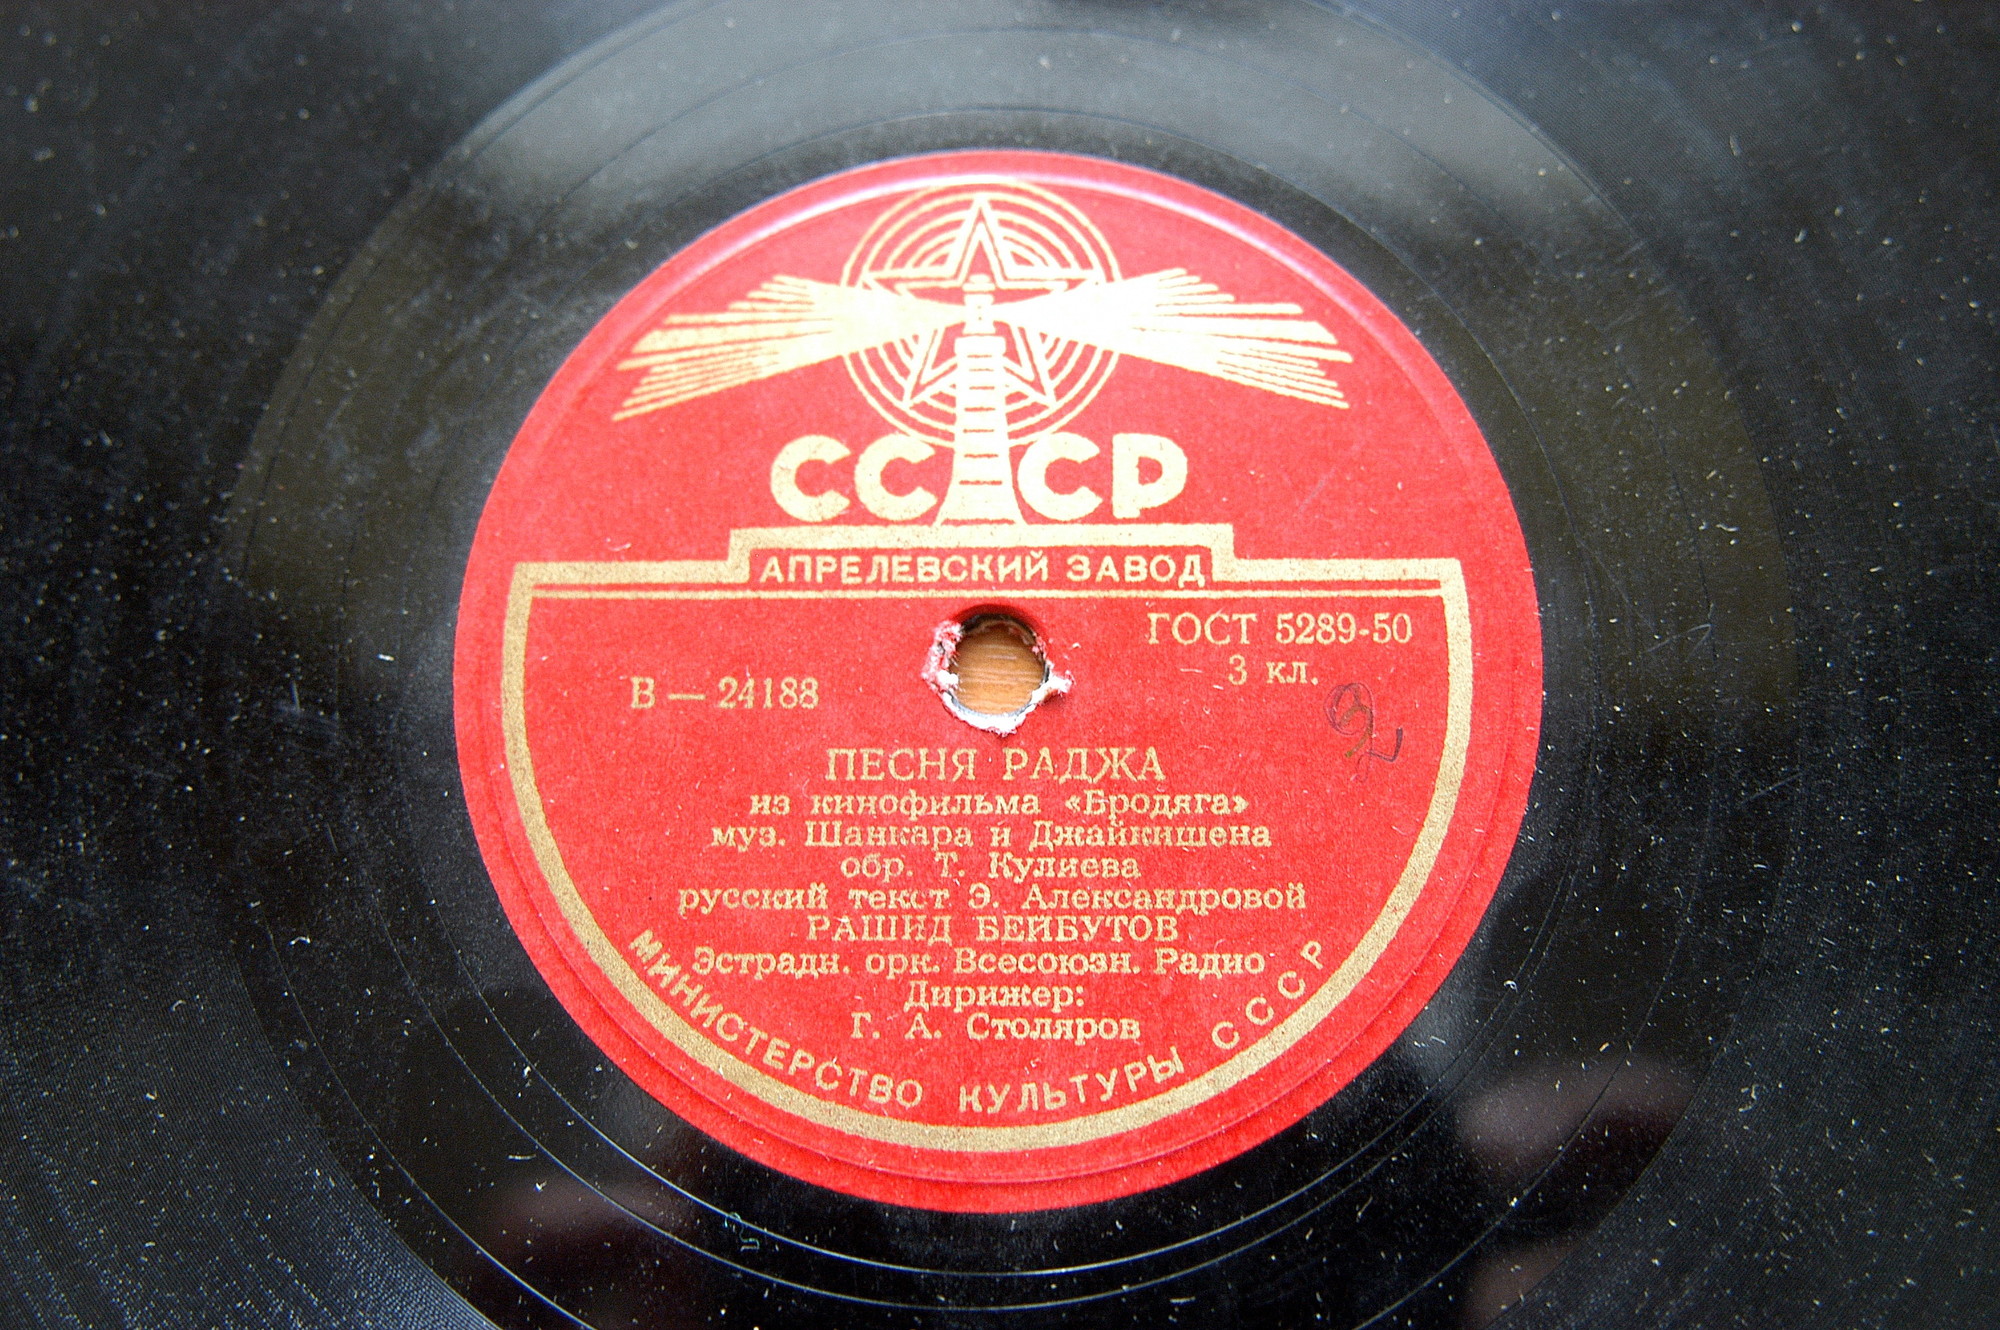 СССР
АПРЕЛЕВСКИЙ ЗАВОД
ГОСТ 5289-50
3 кл.
В — 24188
ПЕСНЯ РАДЖА
из кинофильма «Бродяга»
муз. Шанкара и Джайкишена
обр. Т. Кулиева
русский текст Э. Александровой
РАШИД БЕЙБУТОВ
Эстрадн. орк. Всесоюзн. Радио
Дирижер:
Г. А. Столяров
МИНИСТЕРСТВО КУЛЬТУРЫ СССР